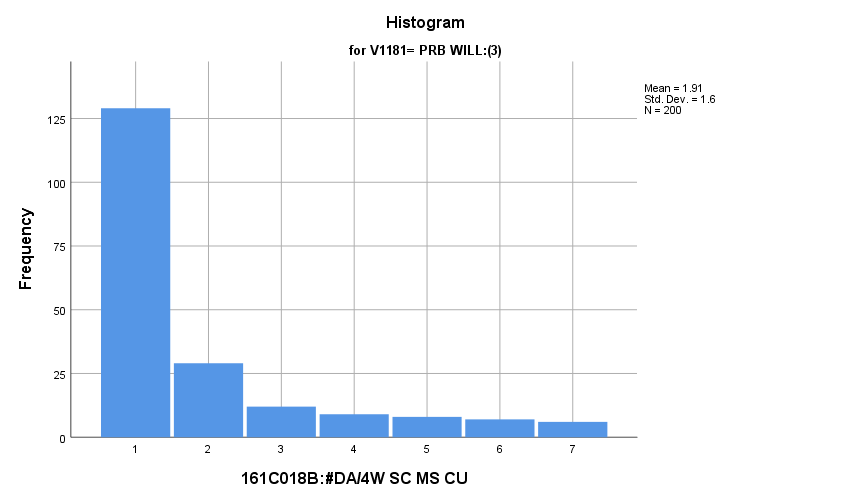 Histogram
for V1181= PRB WILL:(3)
Mean = 1.91
Std. Dev. = 1.6
N = 200
Frequency
125
100
75
50
25
0
1 2 3 4 5 6 7
161C018B:#DA/4W SC MS CU